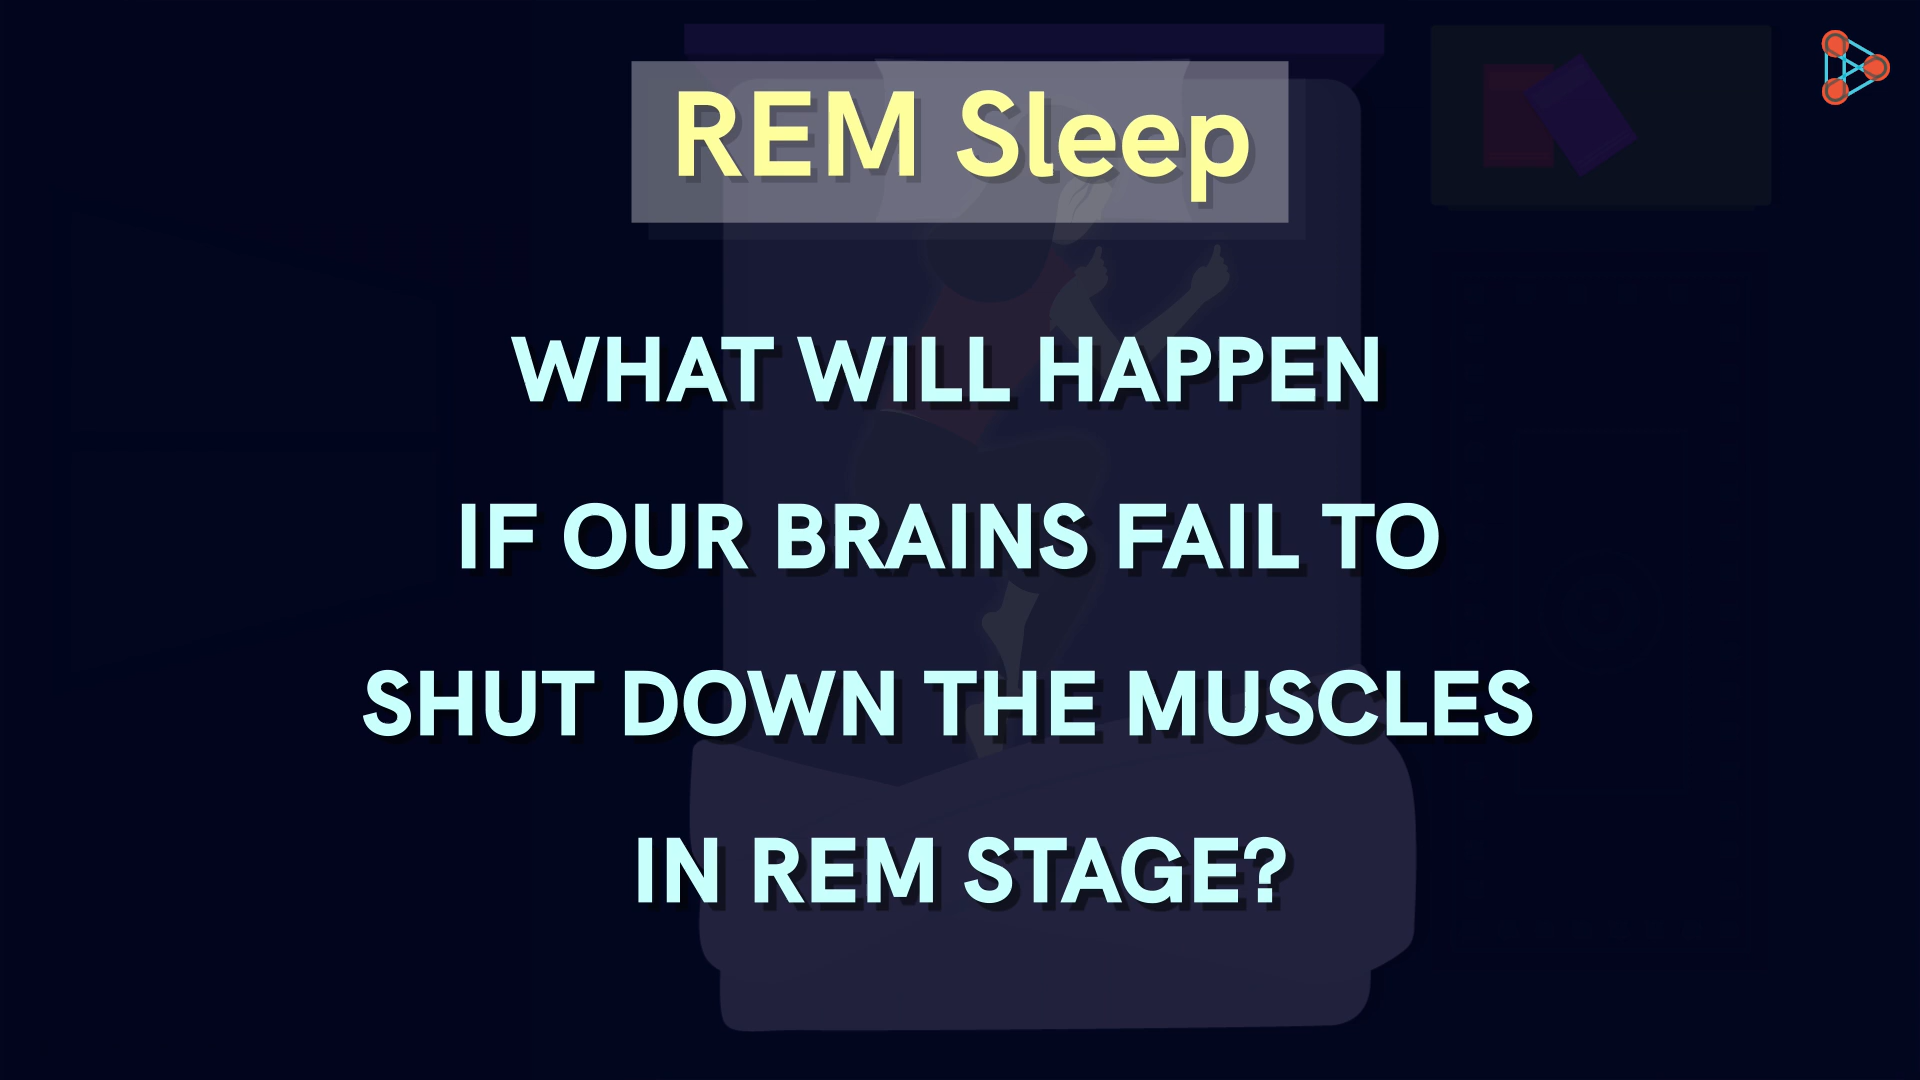 REM Sleep
WHAT WILL HAPPEN
IF OUR BRAINS FAIL TO
SHUT DOWN THE MUSCLES
IN REM STAGE?